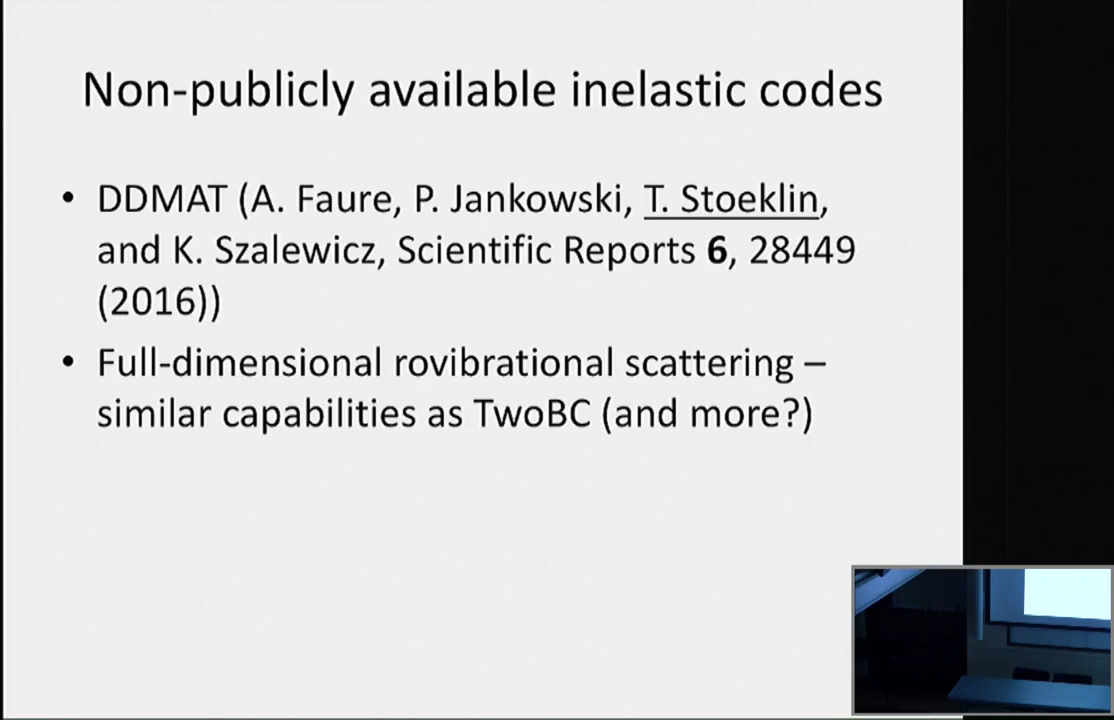 Non-publicly available inelastic codes
• DDMAT (A. Faure, P. Jankowski, T. Stoeklin,
and K. Szalewicz, Scientific Reports 6, 28449
(2016))
• Full-dimensional rovibrational scattering –
similar capabilities as TwoBC (and more?)